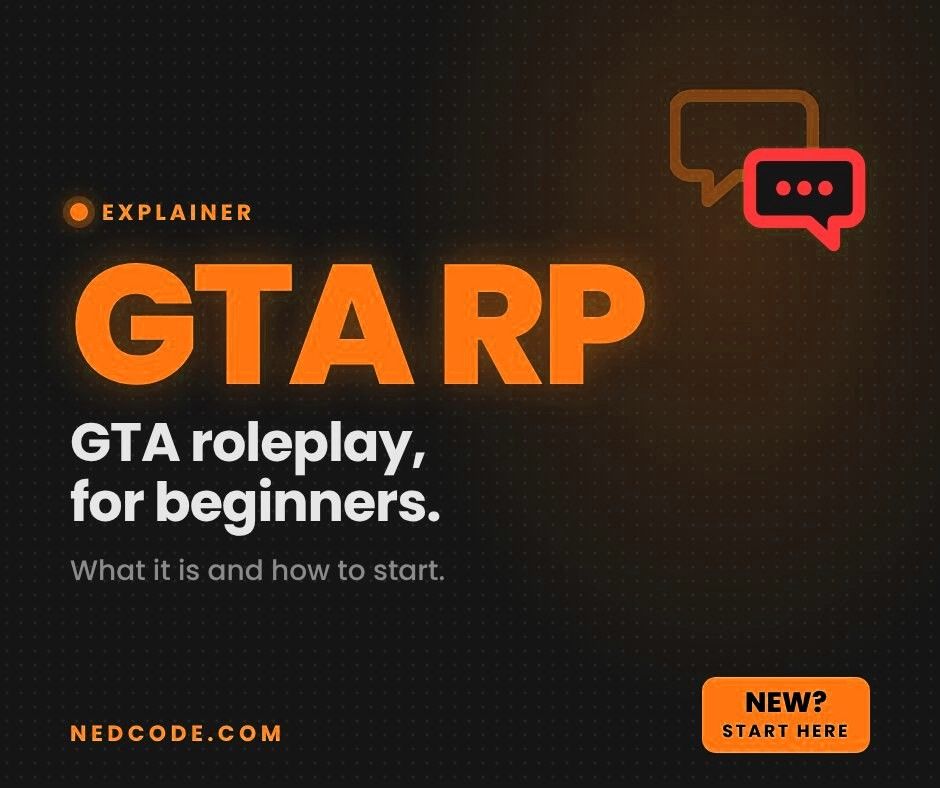 EXPLAINER
GTA RP
GTA roleplay,
for beginners.
What it is and how to start.
NEDCODE.COM
NEW?
START HERE